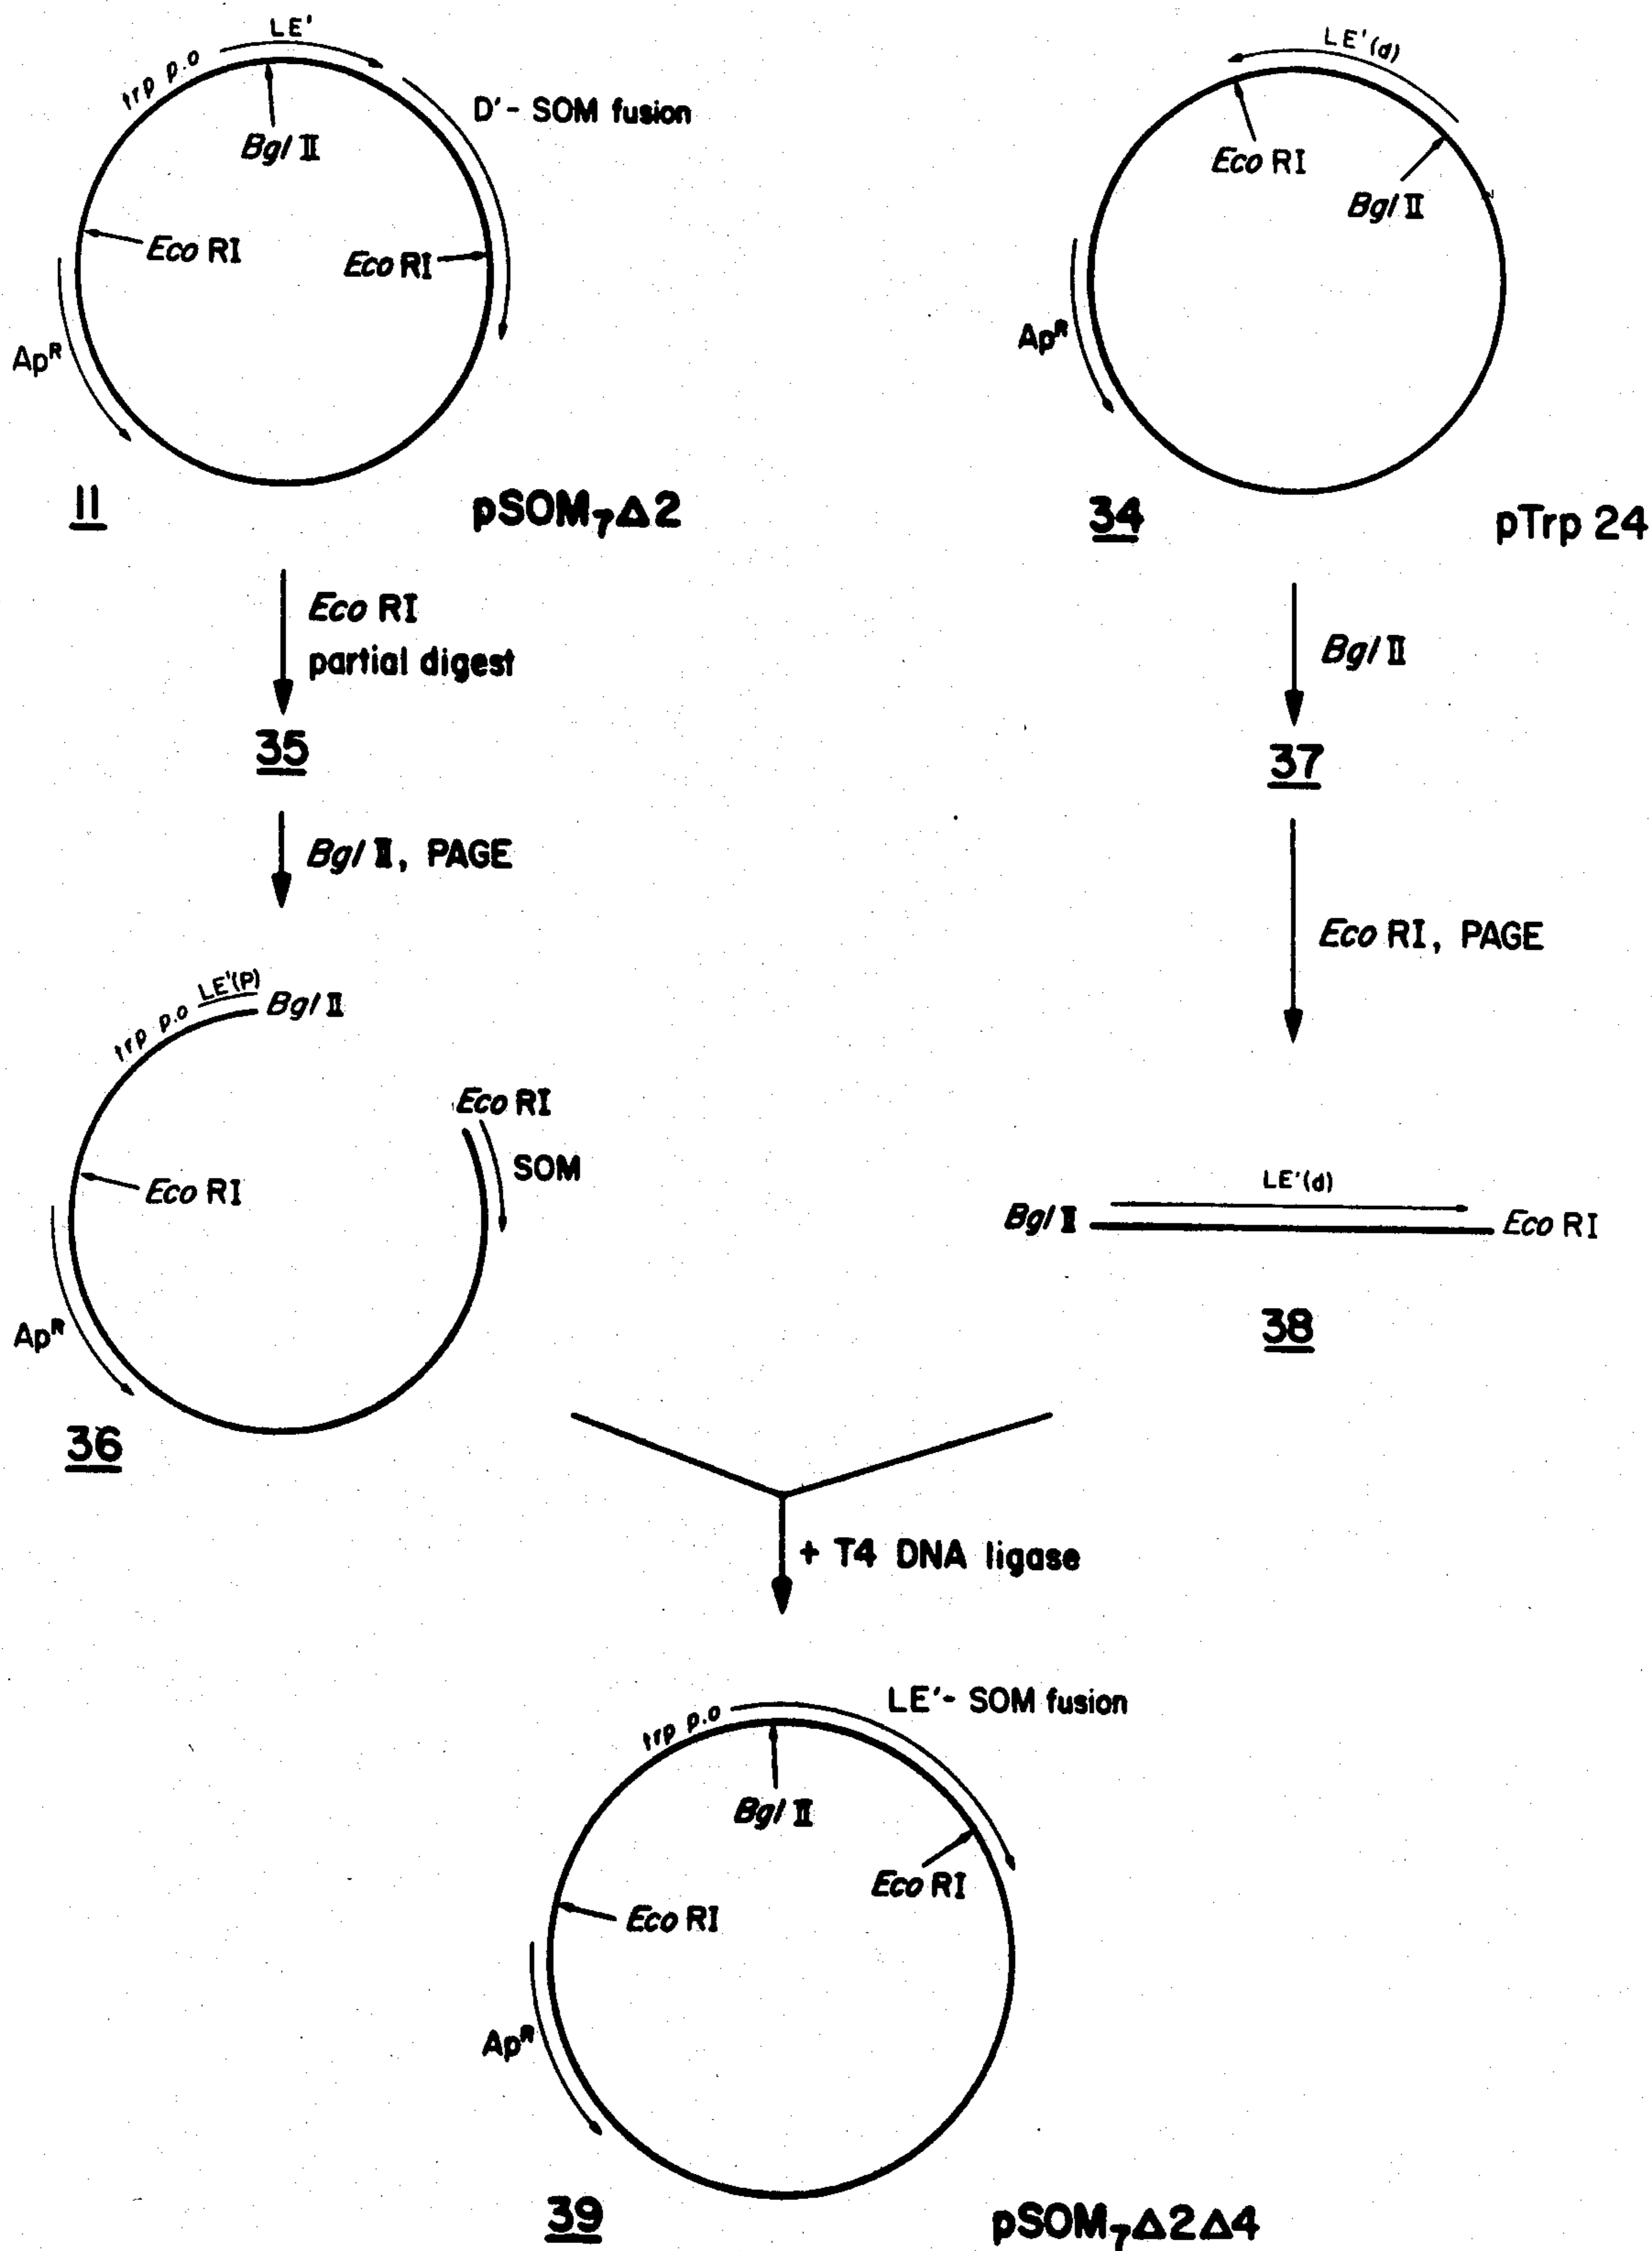 LE'
trp p.o
D'- SOM fusion
Bgl II
Eco RI
Eco RI
Ap^R
11
pSOM₇Δ2
LE'(d)
Eco RI
Bgl II
Ap^R
34
pTrp 24
Eco RI
partial digest
35
Bgl II, PAGE
Bgl II
37
Eco RI, PAGE
LE'(P)
trp p.o
Bgl II
Eco RI
SOM
Eco RI
Ap^R
36
LE'(d)
Bgl II
Eco RI
38
+ T4 DNA ligase
LE'- SOM fusion
trp p.o
Bgl II
Eco RI
Eco RI
Ap^R
39
pSOM₇Δ2Δ4